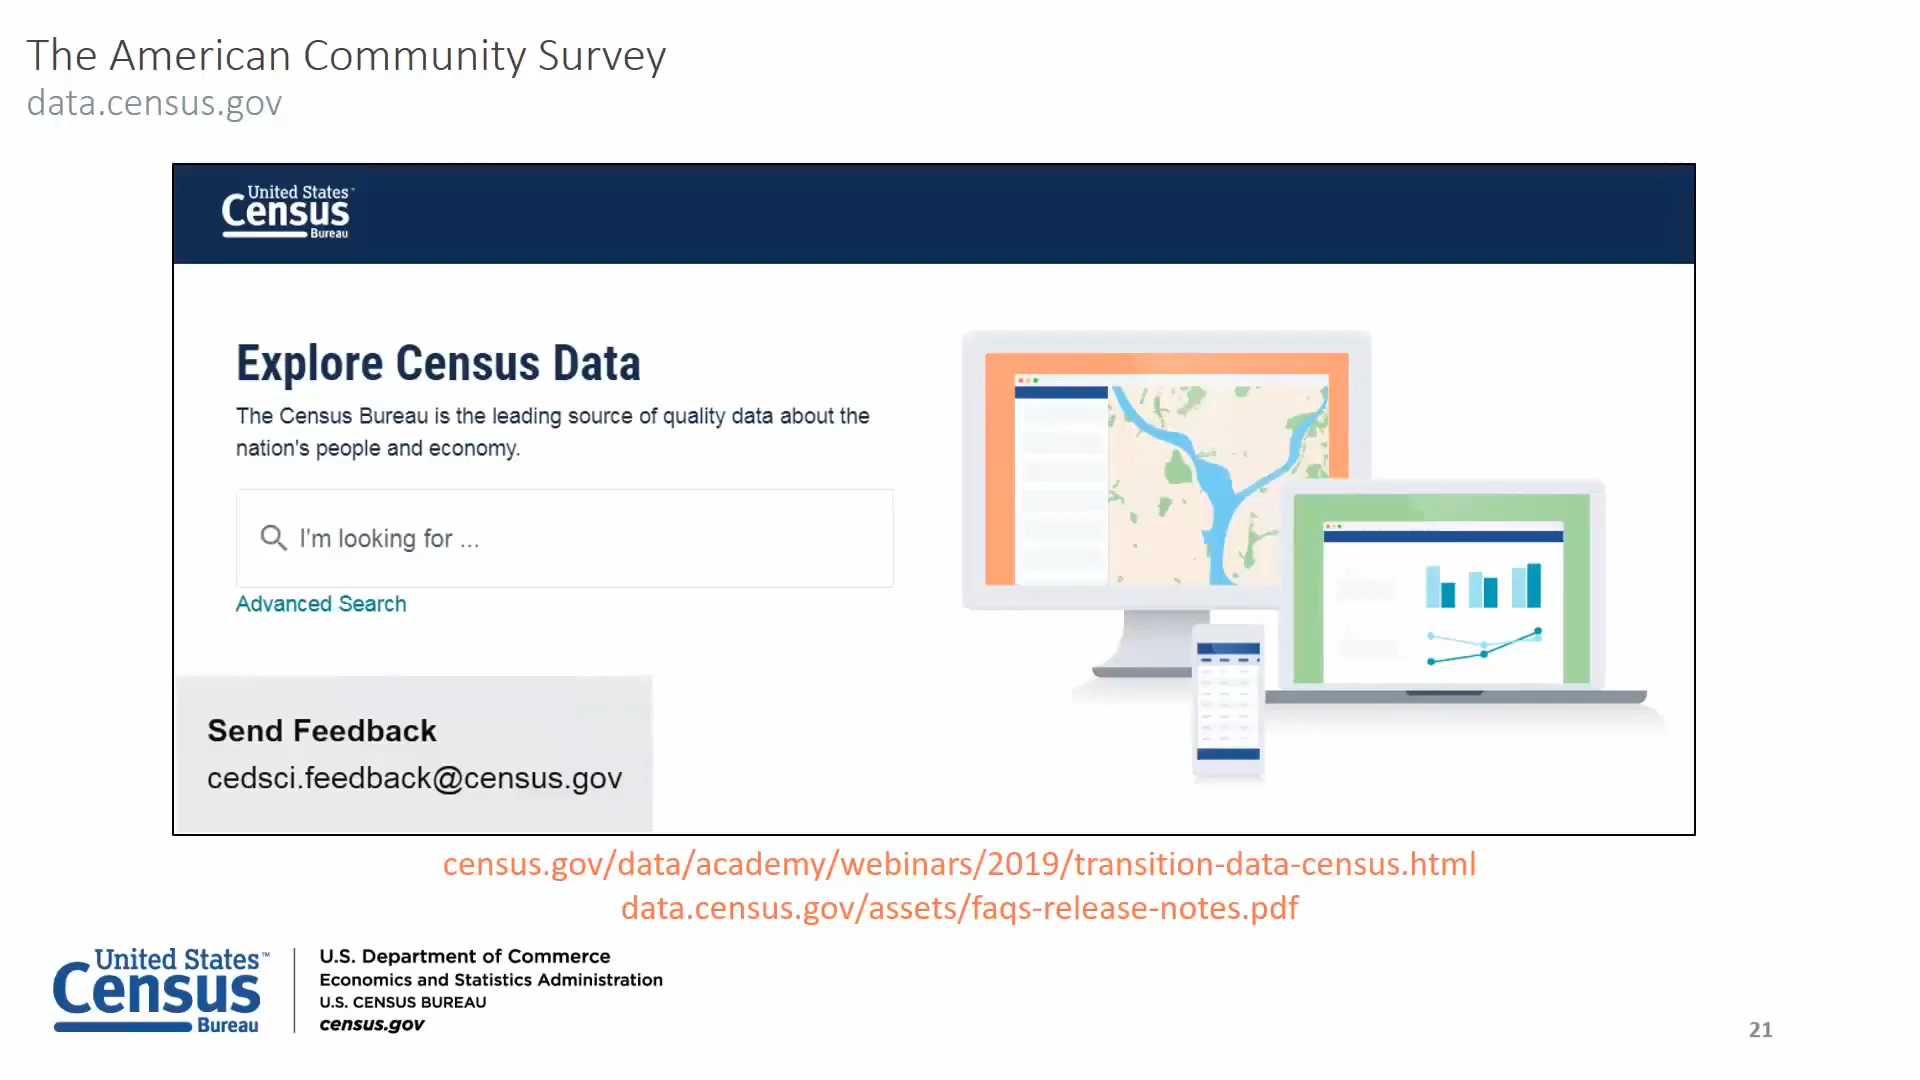 The American Community Survey
data.census.gov
United States™
Census
Bureau
Explore Census Data
The Census Bureau is the leading source of quality data about the
nation's people and economy.
I'm looking for ...
Advanced Search
Send Feedback
cedsci.feedback@census.gov
census.gov/data/academy/webinars/2019/transition-data-census.html
data.census.gov/assets/faqs-release-notes.pdf
United States™
Census
Bureau
U.S. Department of Commerce
Economics and Statistics Administration
U.S. CENSUS BUREAU
census.gov
21